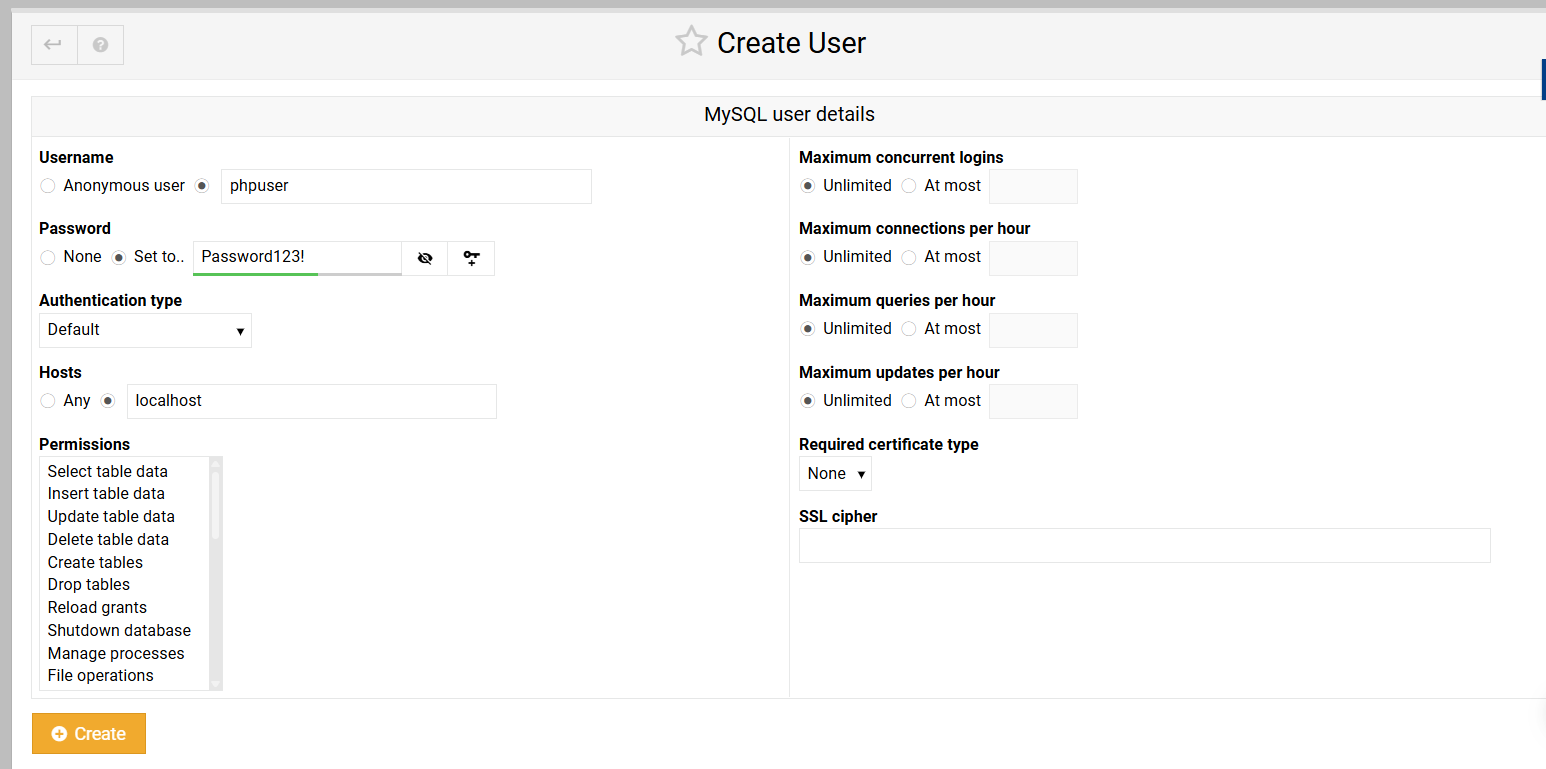 Create User
MySQL user details
Username
Anonymous user phpuser
Password
None Set to.. Password123!
Authentication type
Default
Hosts
Any localhost
Permissions
Select table data
Insert table data
Update table data
Delete table data
Create tables
Drop tables
Reload grants
Shutdown database
Manage processes
File operations
Maximum concurrent logins
Unlimited At most
Maximum connections per hour
Unlimited At most
Maximum queries per hour
Unlimited At most
Maximum updates per hour
Unlimited At most
Required certificate type
None
SSL cipher
Create